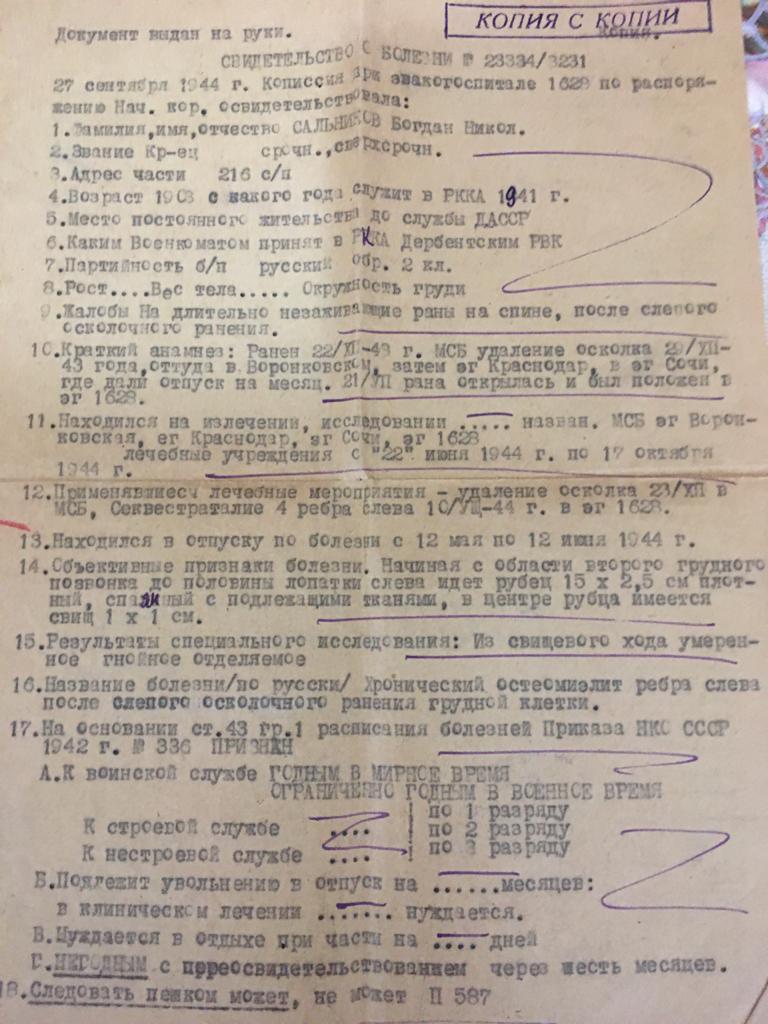 КОПИЯ С КОПИИ
Документ выдан на руки. Копия.
СВИДЕТЕЛЬСТВО О БОЛЕЗНИ № 23334/3231
27 сентября 1944 г. Комиссия при эвакогоспитале 1628 по распоря-
жению Нач. кор. освидетельствовала:
1.Фамилия,имя,отчество САЛЬНИКОВ Богдан Никол.
2.Звание Кр-ец срочн.,сверхсрочн.
3.Адрес части 216 с/п
4.Возраст 1903 с какого года служит в РККА 1941 г.
5.Место постоянного жительства до службы ДАССР
6.Каким Военкоматом принят в РККА Дербентским РВК
7.Партийность б/п русский обр. 2 кл.
8.Рост....Вес тела..... Окружность груди
9.Жалобы На длительно незаживающие раны на спине, после слепого
осколочного ранения.
10.Краткий анамнез: Ранен 22/XII-43 г. МСБ удаление осколка 29/XII-
43 года,оттуда в Воронковском, затем эг Краснодар, в эг Сочи,
где дали отпуск на месяц. 21/УП рана открылась и был положен в
эг 1628.
11.Находился на излечении, исследовании ..... назван. МСБ эг Ворон-
ковская, ег Краснодар, эг Сочи, эг 1628
лечебные учреждения с "22" июня 1944 г. по 17 октября
1944 г.
12.Применявшиеся лечебные мероприятия - удаление осколка 23/XП в
МСБ, Секвестраталие 4 ребра слева 10/УЩ-44 г. в эг 1628.
13.Находился в отпуску по болезни с 12 мая по 12 июня 1944 г.
14.Объективные признаки болезни. Начиная с области второго грудного
позвонка до половины лопатки слева идет рубец 15 х 2,5 см плот-
ный, спаянный с подлежащими тканями, в центре рубца имеется
свищ 1 х 1 см.
15.Результаты специального исследования: Из свищевого хода умерен-
ное гнойное отделяемое
16.Название болезни/по русски/ Хронический остеомиэлит ребра слева
после слепого осколочного ранения грудной клетки.
17.На основании ст.43 гр.1 расписания болезней Приказа НКС СССР
1942 г. № 336 ПРИЗНАН
А.К воинской службе ГОДНЫМ В МИРНОЕ ВРЕМЯ
ОГРАНИЧЕННО ГОДНЫМ В ВОЕННОЕ ВРЕМЯ
по 1 разряду
К строевой службе .... по 2 разряду
К нестроевой службе .... по 3 разряду
Б.Подлежит увольнению в отпуск на ......месяцев:
в клиническом лечении ....... нуждается.
В.Нуждается в отдыхе при части на .... дней
Г.НЕГОДНЫМ с переосвидетельствованием через шесть месяцев.
18.Следовать пешком может, не может П 587